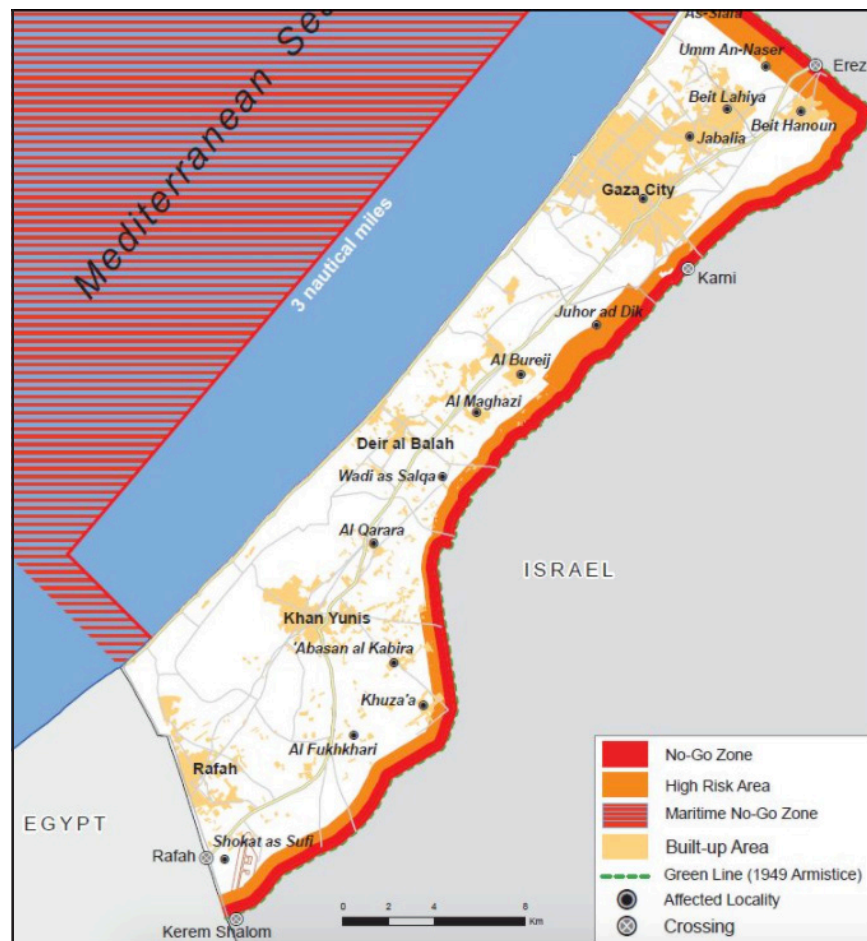 As-Siafa
Mediterranean Sea
Umm An-Naser
Erez
Beit Lahiya
Beit Hanoun
Jabalia
Gaza City
3 nautical miles
Karni
Juhor ad Dik
Al Bureij
Al Maghazi
Deir al Balah
Wadi as Salqa
Al Qarara
ISRAEL
Khan Yunis
'Abasan al Kabira
Khuza'a
Al Fukhkhari
Rafah
EGYPT
Shokat as Sufi
Rafah
Kerem Shalom
0 2 4 8
Km
No-Go Zone
High Risk Area
Maritime No-Go Zone
Built-up Area
Green Line (1949 Armistice)
Affected Locality
Crossing